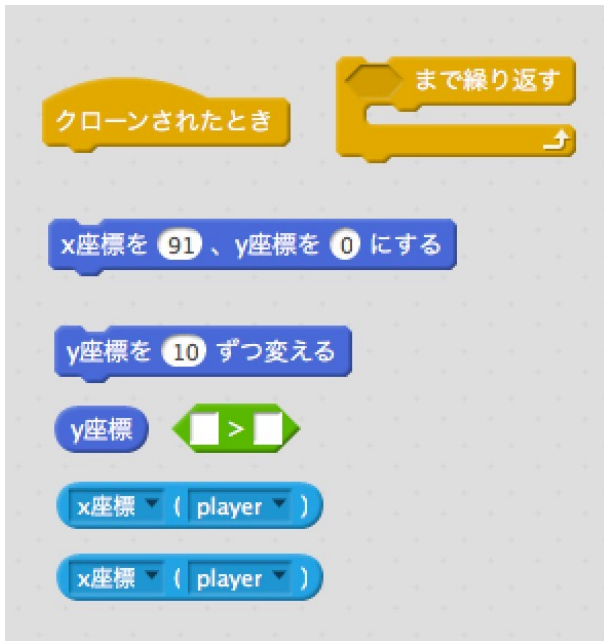 まで繰り返す
クローンされたとき
x座標を 91 、y座標を 0 にする
y座標を 10 ずつ変える
y座標 >
x座標 ( player )
x座標 ( player )